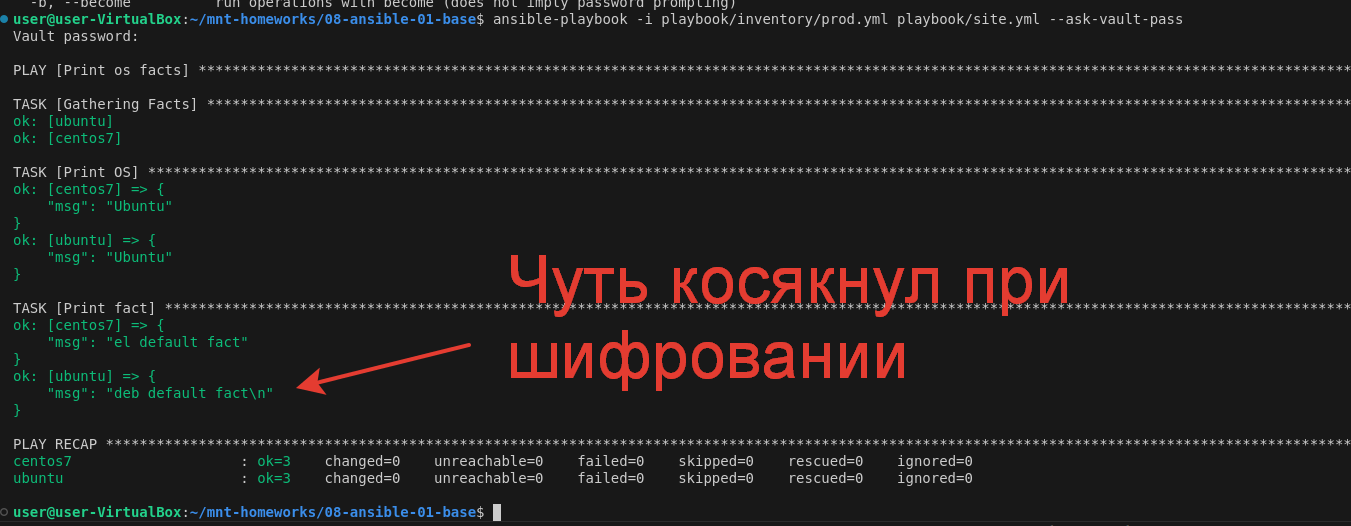 -b, --become          run operations with become (does not imply password prompting)
user@user-VirtualBox:~/mnt-homeworks/08-ansible-01-base$ ansible-playbook -i playbook/inventory/prod.yml playbook/site.yml --ask-vault-pass
Vault password:
PLAY [Print os facts] ****************************************************************************************************************************************
TASK [Gathering Facts] ***************************************************************************************************************************************
ok: [ubuntu]
ok: [centos7]
TASK [Print OS] **********************************************************************************************************************************************
ok: [centos7] => {
    "msg": "Ubuntu"
}
ok: [ubuntu] => {
    "msg": "Ubuntu"
}
TASK [Print fact] ********************************************************************************************************************************************
ok: [centos7] => {
    "msg": "el default fact"
}
ok: [ubuntu] => {
    "msg": "deb default fact\n"
}
Чуть косякнул при
шифровании
PLAY RECAP ***************************************************************************************************************************************************
centos7                    : ok=3    changed=0    unreachable=0    failed=0    skipped=0    rescued=0    ignored=0
ubuntu                     : ok=3    changed=0    unreachable=0    failed=0    skipped=0    rescued=0    ignored=0
user@user-VirtualBox:~/mnt-homeworks/08-ansible-01-base$